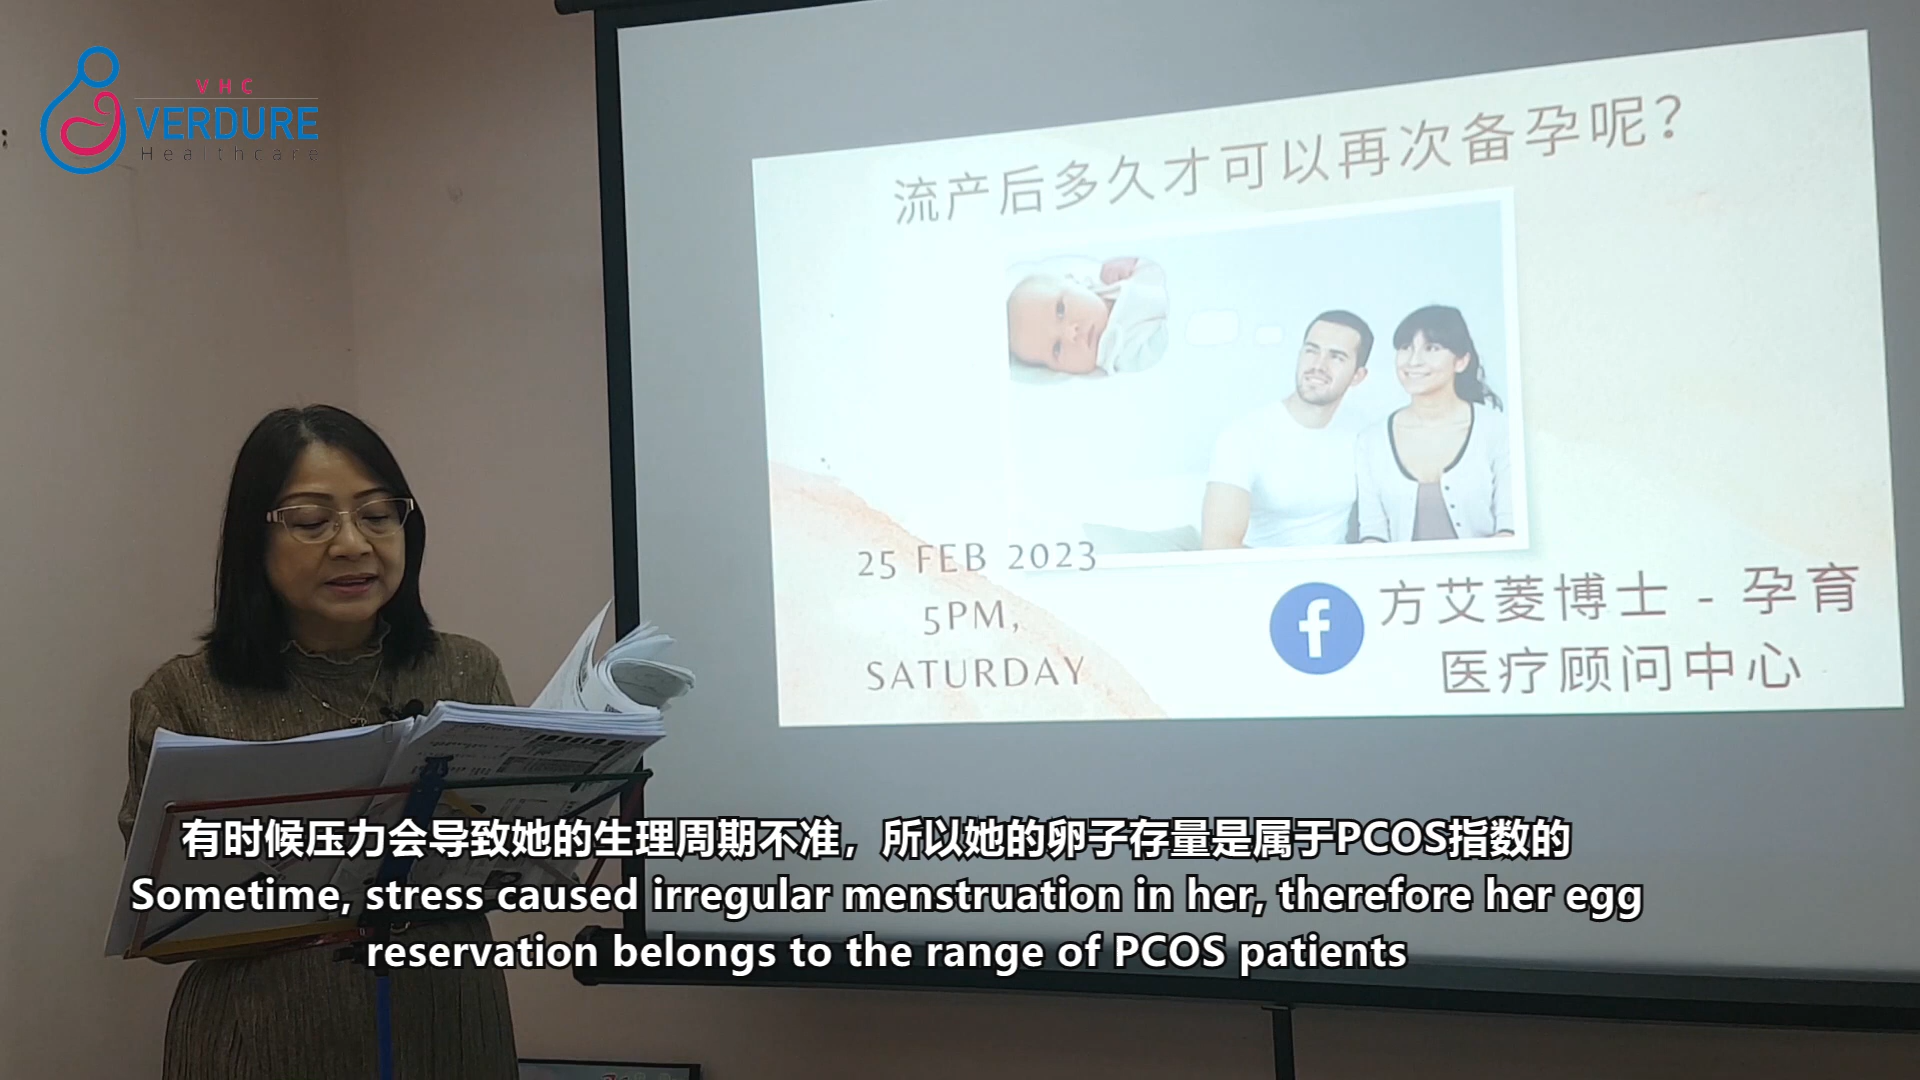 VHC
VERDURE
Healthcare
流产后多久才可以再次备孕呢？
25 FEB 2023
5PM,
SATURDAY
f
方艾菱博士 - 孕育
医疗顾问中心
有时候压力会导致她的生理周期不准，所以她的卵子存量是属于PCOS指数的
Sometime, stress caused irregular menstruation in her, therefore her egg
reservation belongs to the range of PCOS patients